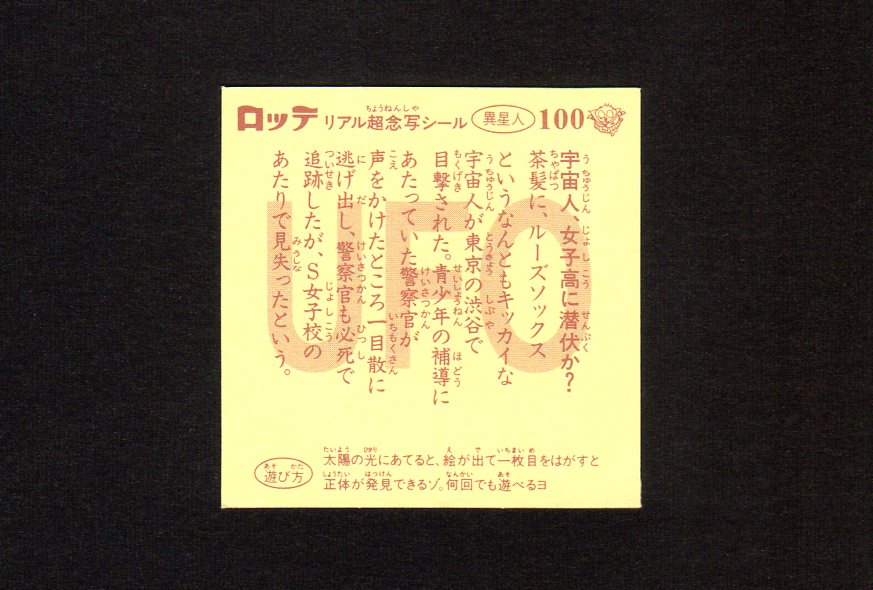 ロッテ リアル超念写シール 異星人 100
宇宙人、女子高に潜伏か?
茶髪に、ルーズソックス
というなんともキッカイな
宇宙人が東京の渋谷で
目撃された。青少年の補導に
あたっていた警察官が
声をかけたところ一目散に
逃げ出し、警察官も必死で
追跡したが、S女子校の
あたりで見失ったという。
UFO
遊び方
太陽の光にあてると、絵が出て一枚目をはがすと
正体が発見できるゾ。何回でも遊べるヨ